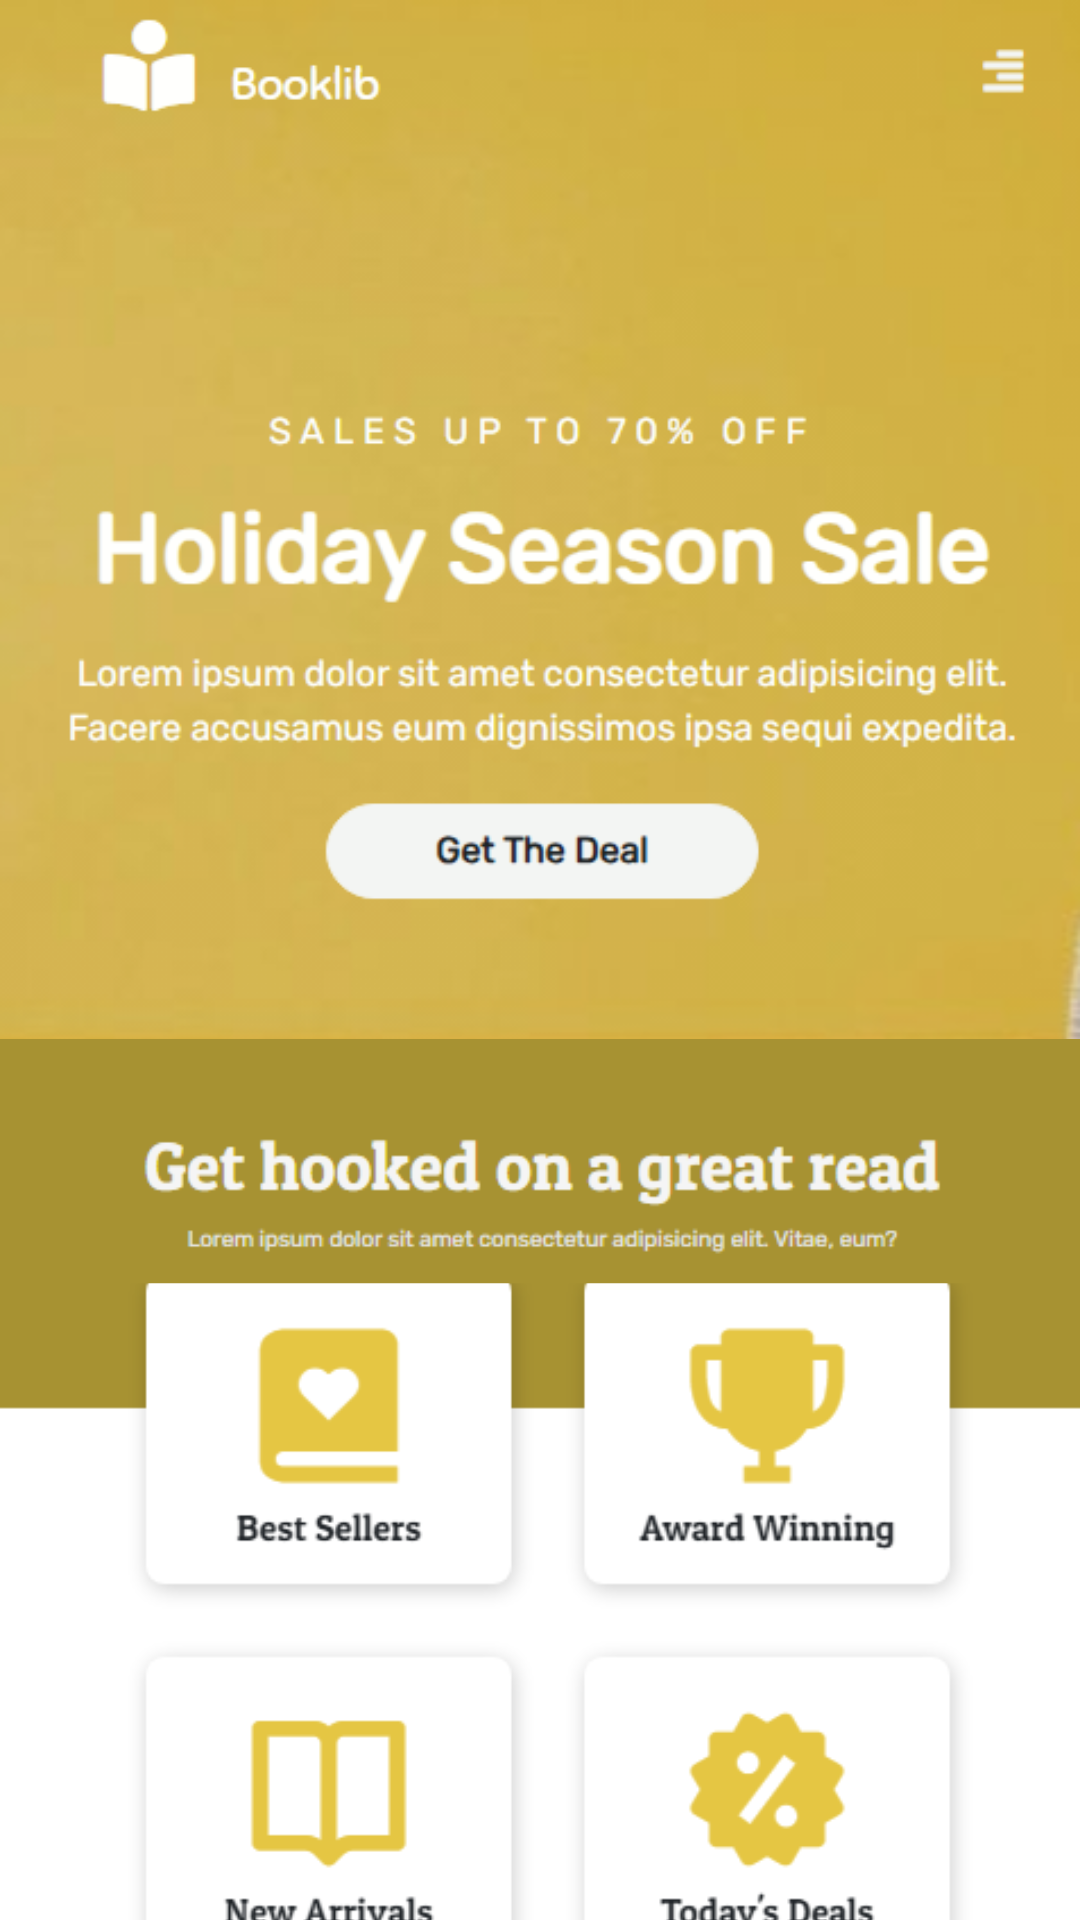 Booklib
SALES UP TO 70% OFF
Holiday Season Sale
Lorem ipsum dolor sit amet consectetur adipisicing elit.
Facere accusamus eum dignissimos ipsa sequi expedita.
Get The Deal
Get hooked on a great read
Lorem ipsum dolor sit amet consectetur adipisicing elit. Vitae, eum?
Best Sellers
Award Winning
New Arrivals
Today's Deals